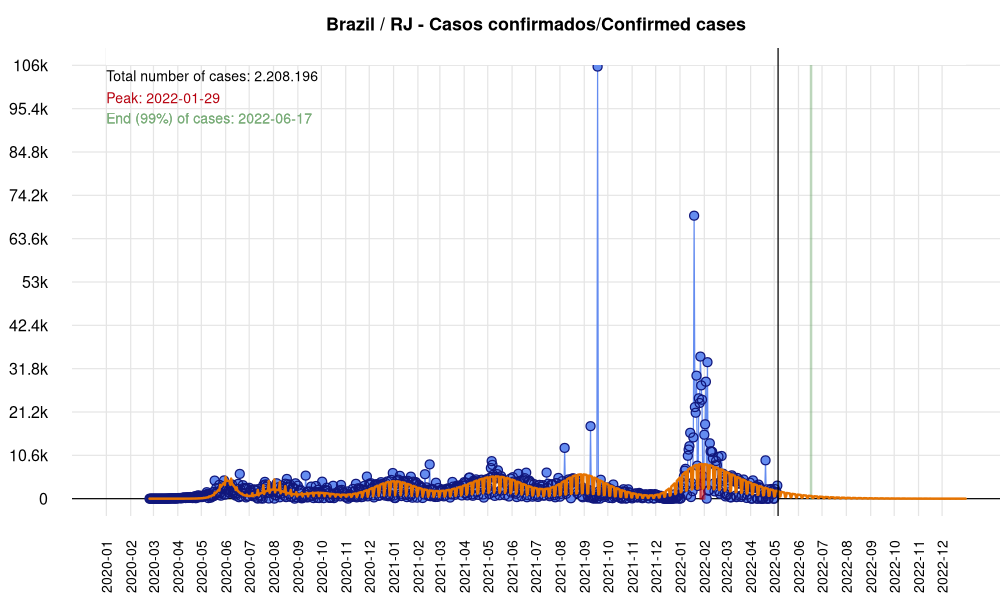 Brazil / RJ - Casos confirmados/Confirmed cases
Total number of cases: 2.208.196
Peak: 2022-01-29
End (99%) of cases: 2022-06-17
106k
95.4k
84.8k
74.2k
63.6k
53k
42.4k
31.8k
21.2k
10.6k
0
2020-01
2020-02
2020-03
2020-04
2020-05
2020-06
2020-07
2020-08
2020-09
2020-10
2020-11
2020-12
2021-01
2021-02
2021-03
2021-04
2021-05
2021-06
2021-07
2021-08
2021-09
2021-10
2021-11
2021-12
2022-01
2022-02
2022-03
2022-04
2022-05
2022-06
2022-07
2022-08
2022-09
2022-10
2022-11
2022-12